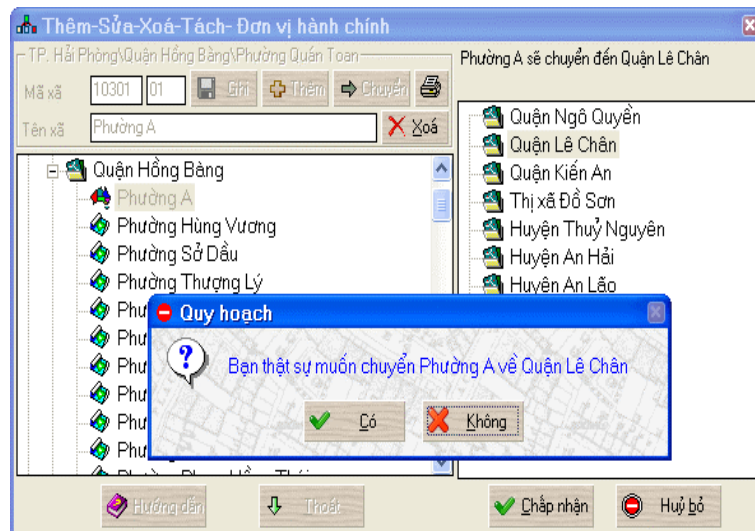 Thêm-Sửa-Xoá-Tách- Đơn vị hành chính
TP. Hải Phòng\Quận Hồng Bàng\Phường Quán Toan
Phường A sẽ chuyển đến Quận Lê Chân
Mã xã 10301 01 Ghi Thêm Chuyển
Tên xã Phường A Xoá
Quận Hồng Bàng
Phường A
Phường Hùng Vương
Phường Sở Dầu
Phường Thượng Lý
Quận Ngô Quyền
Quận Lê Chân
Quận Kiến An
Thị xã Đồ Sơn
Huyện Thuỷ Nguyên
Huyện An Hải
Huyện An Lão
Quy hoạch
Bạn thật sự muốn chuyển Phường A về Quận Lê Chân
Có Không
Hướng dẫn Thoát Chấp nhận Huỷ bỏ